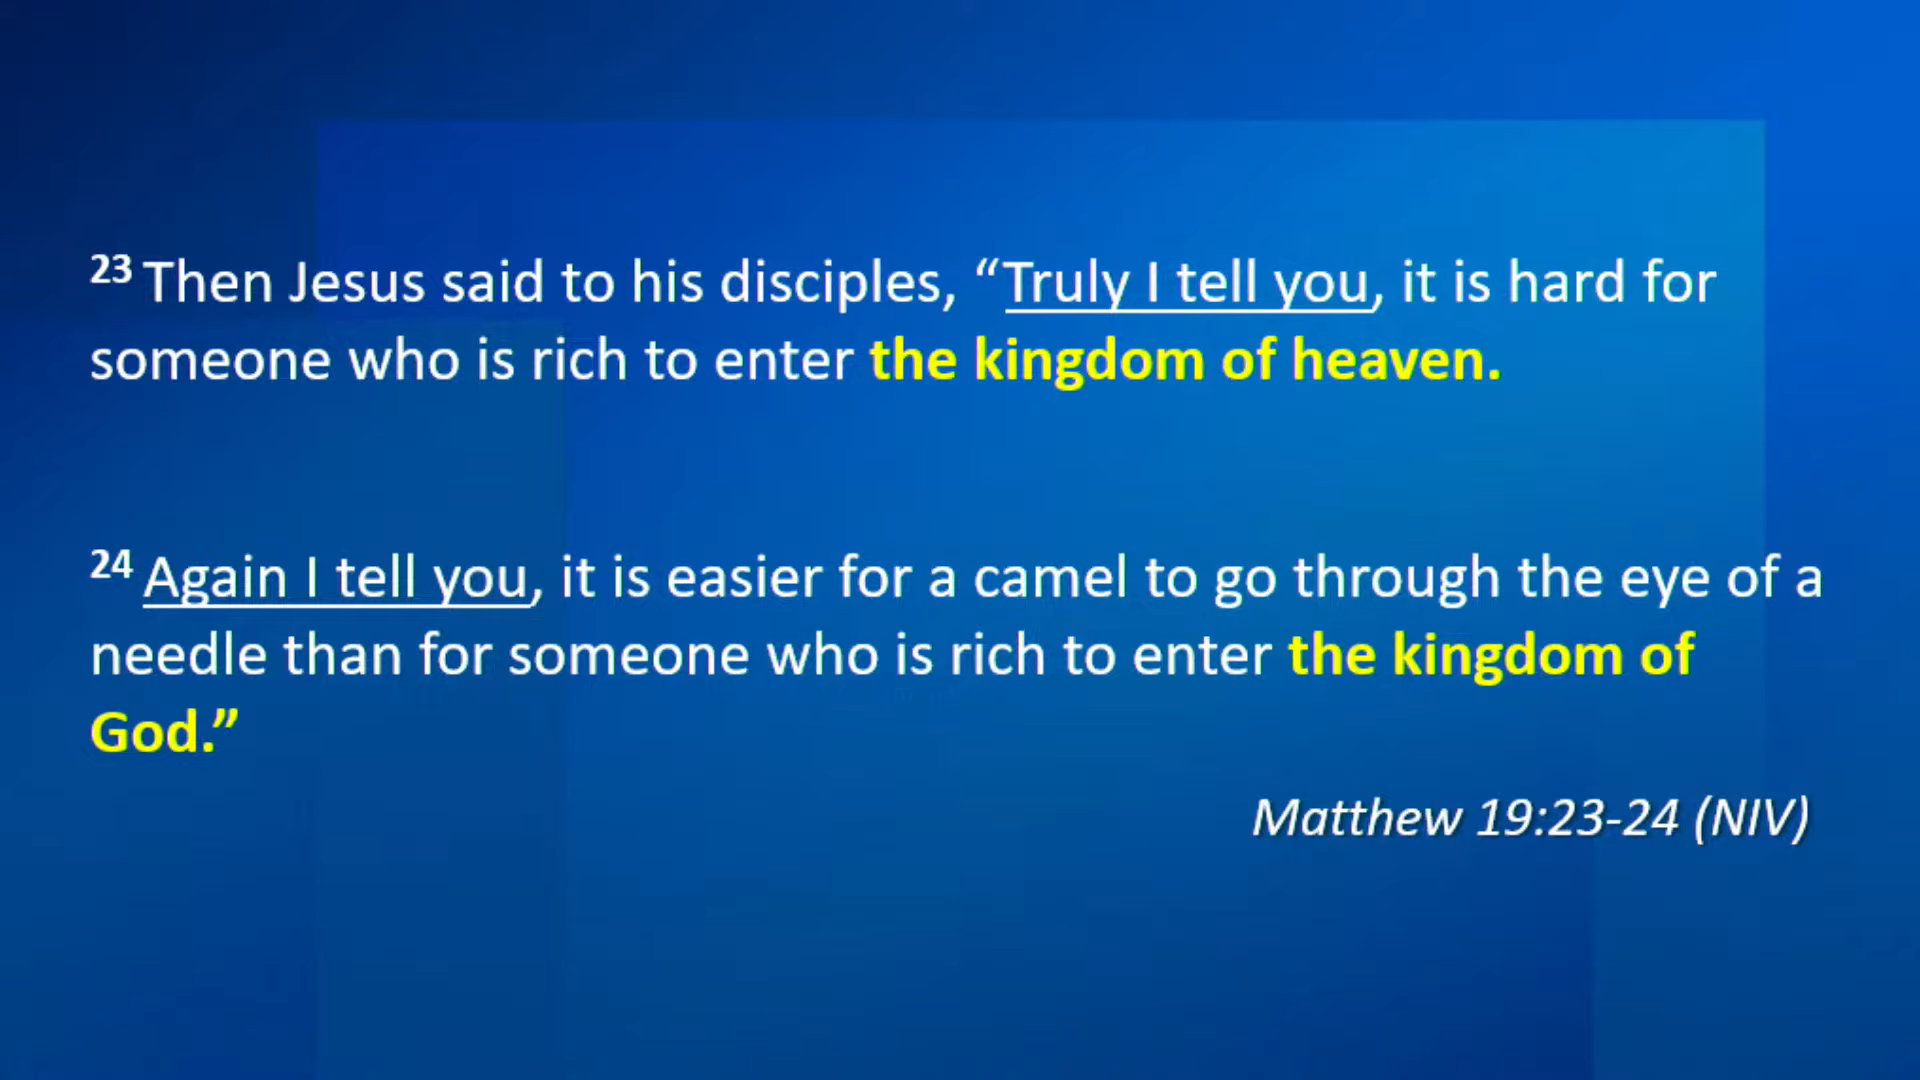 23 Then Jesus said to his disciples, “Truly I tell you, it is hard for
someone who is rich to enter the kingdom of heaven.
24 Again I tell you, it is easier for a camel to go through the eye of a
needle than for someone who is rich to enter the kingdom of
God.”
Matthew 19:23-24 (NIV)